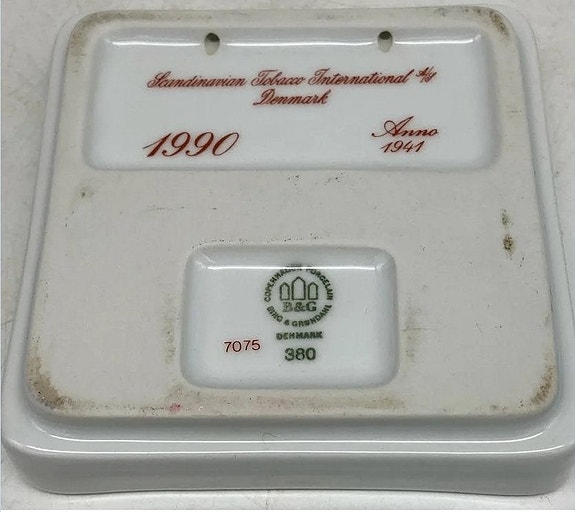 Scandinavian Tobacco International A/S
Denmark
1990
Anno
1941
COPENHAGEN PORCELAIN
BING & GRØNDAHL
B&G
DENMARK
7075
380